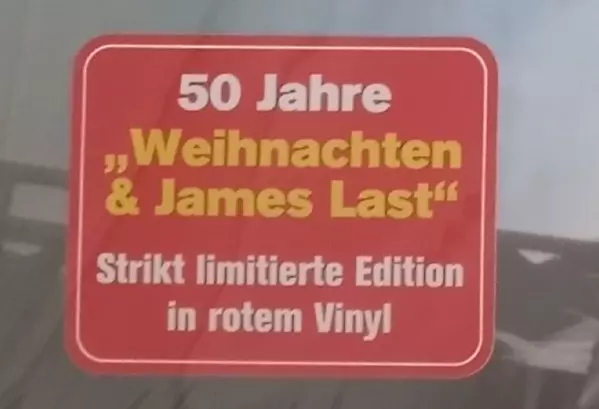 50 Jahre
„Weihnachten
& James Last“
Strikt limitierte Edition
in rotem Vinyl